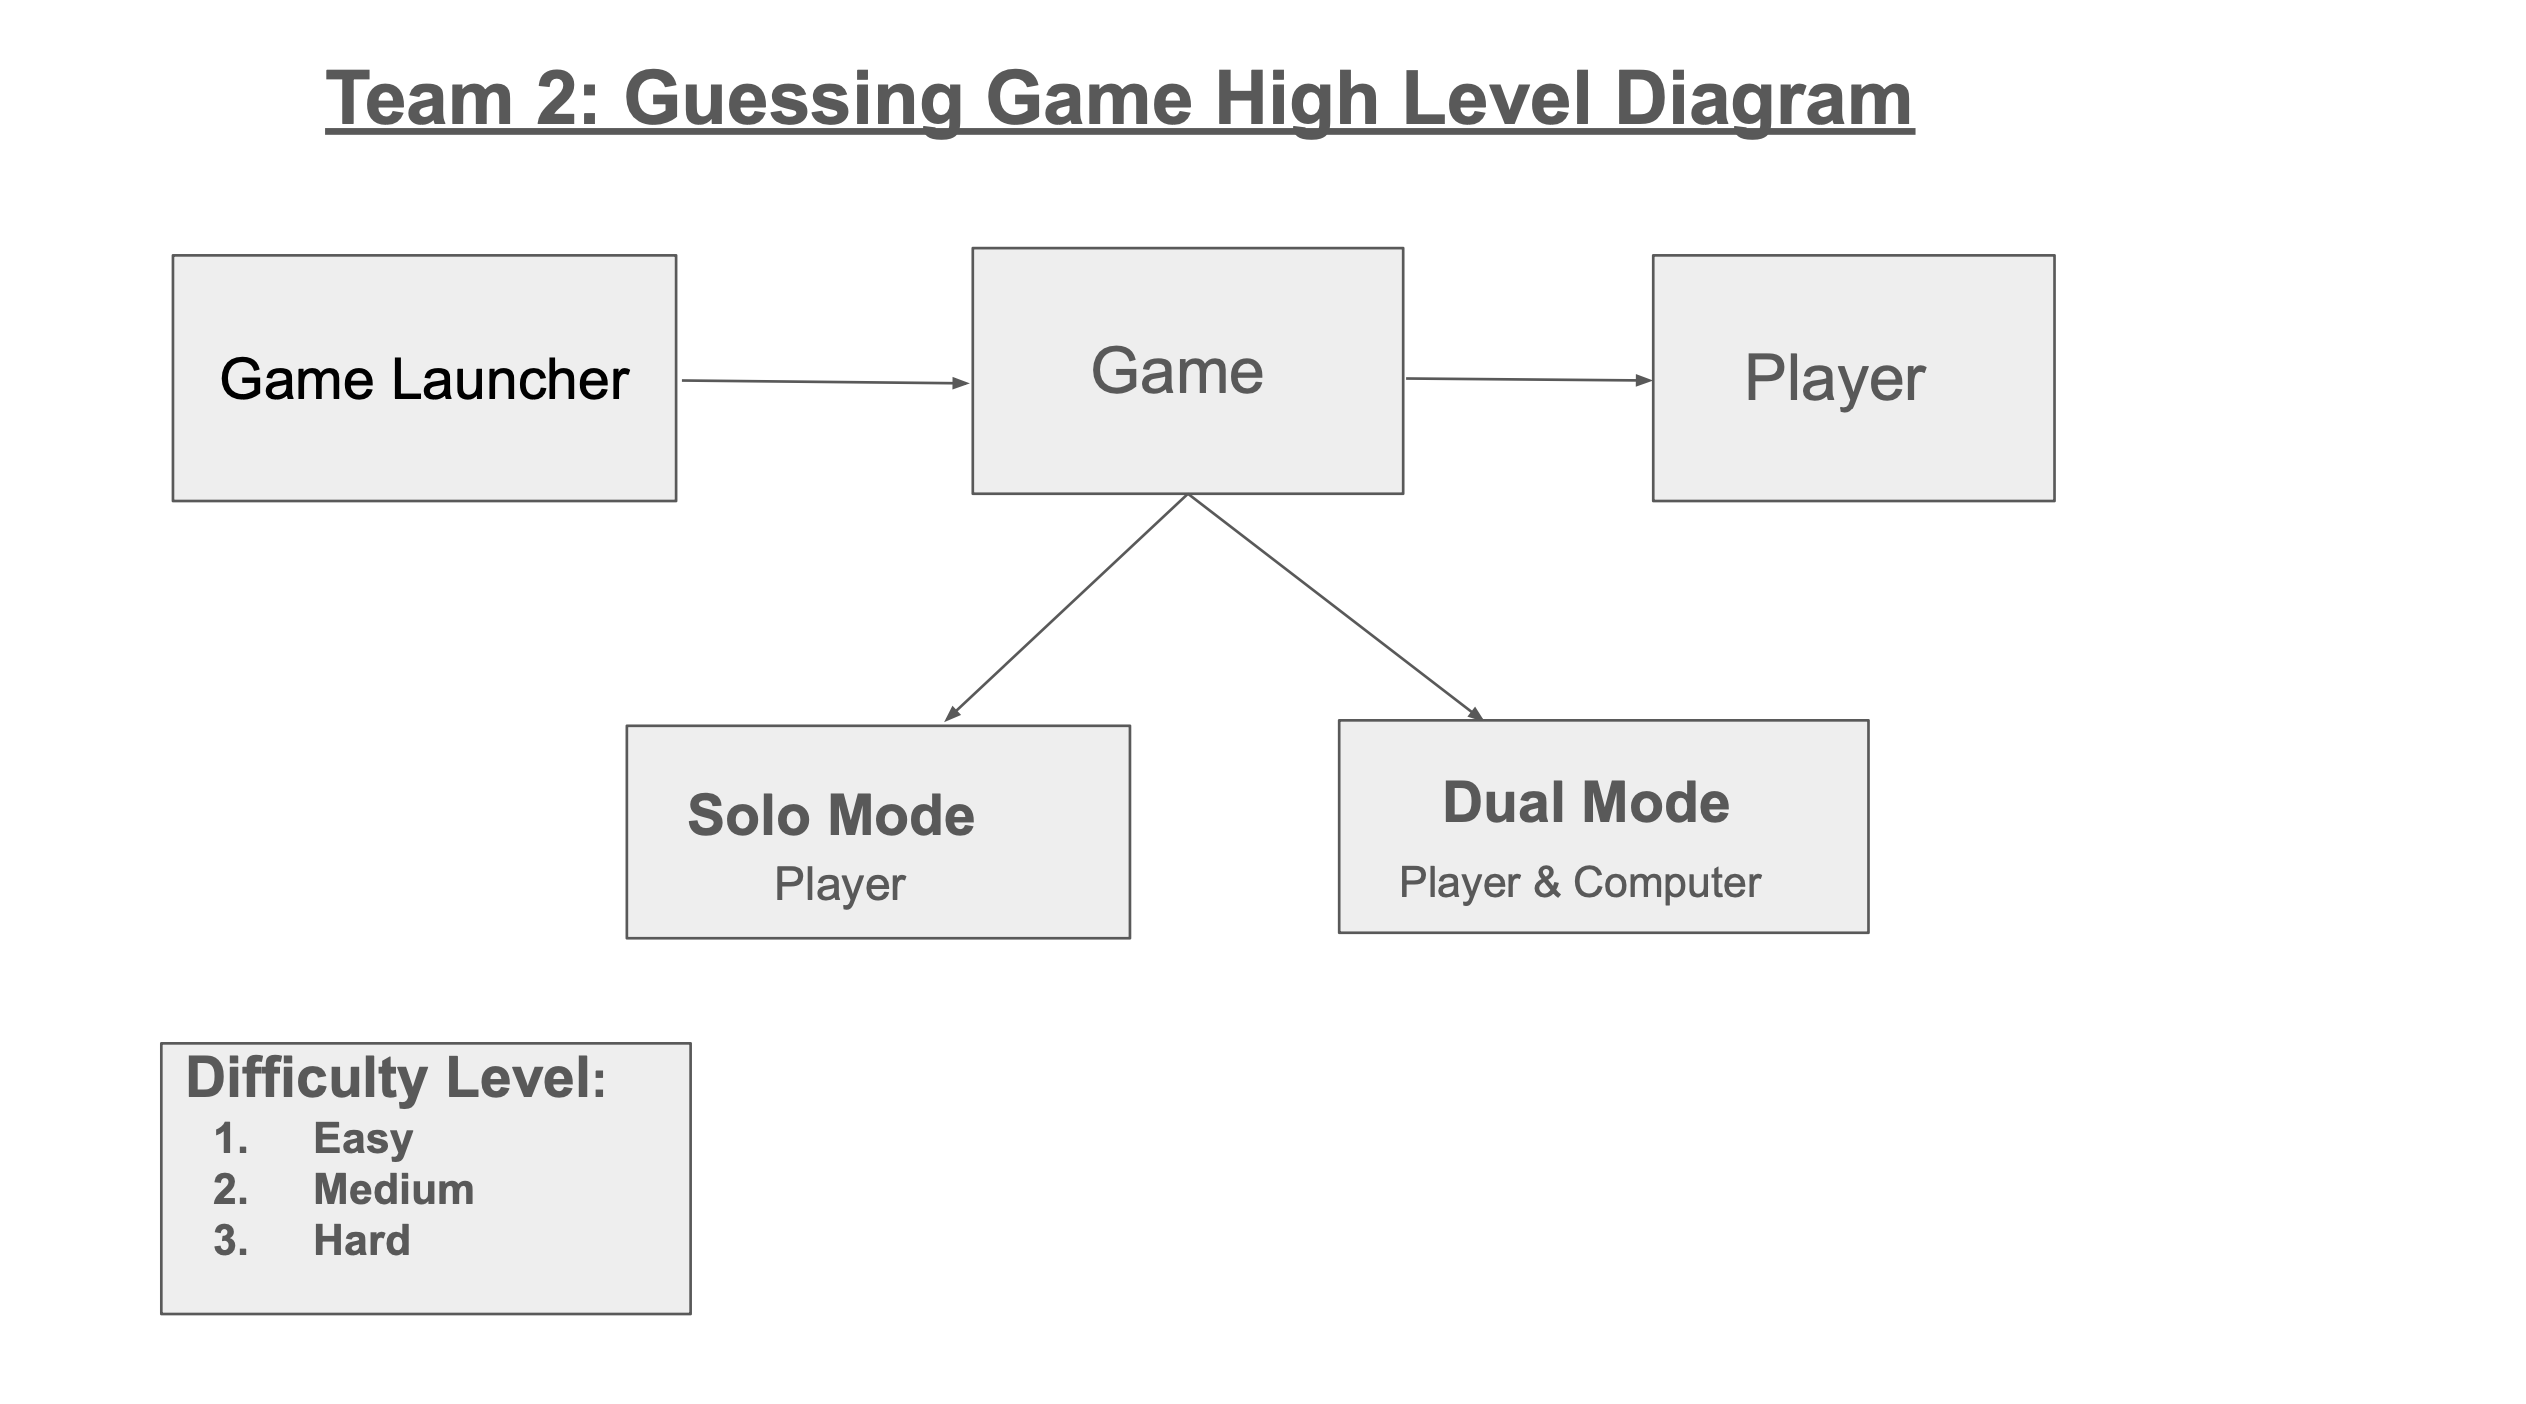 Team 2: Guessing Game High Level Diagram
Game Launcher
Game
Player
Solo Mode
Player
Dual Mode
Player & Computer
Difficulty Level:
1. Easy
2. Medium
3. Hard